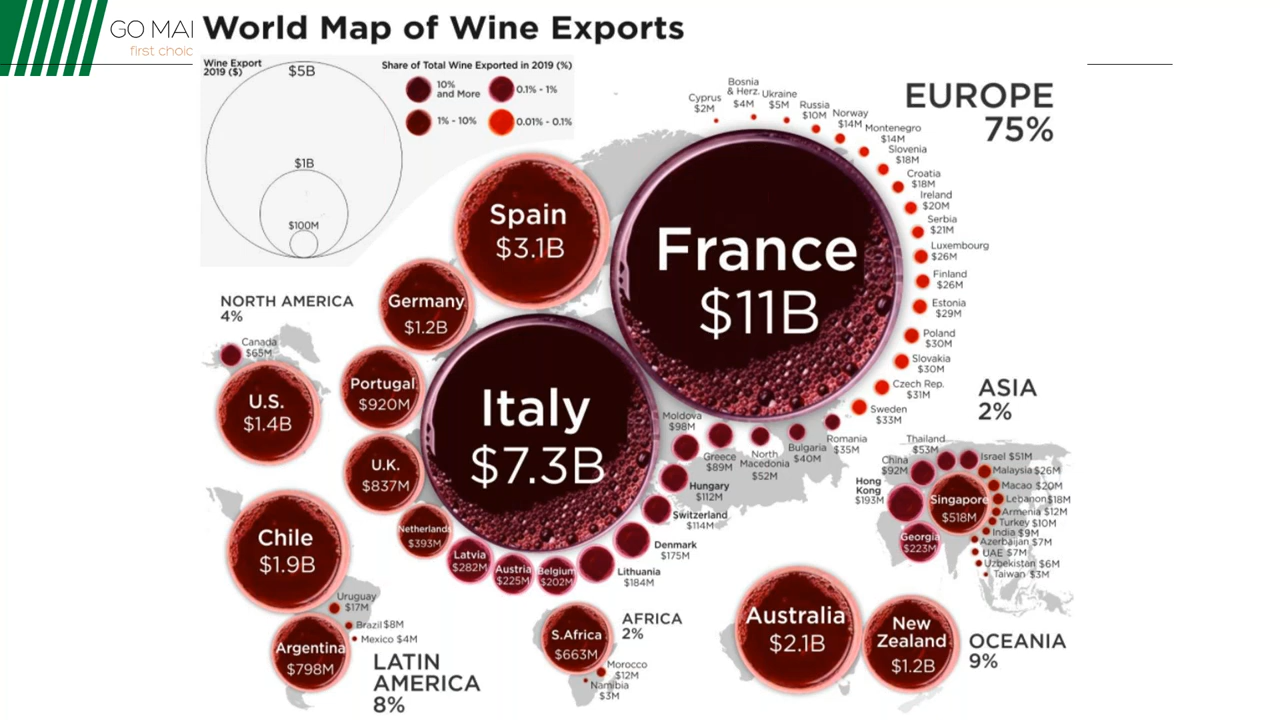 GO MAI
first choic
World Map of Wine Exports
Wine Export
2019 ($)
$5B
$1B
$100M
Share of Total Wine Exported in 2019 (%)
10%
and More
0.1% - 1%
1% - 10%
0.01% - 0.1%
EUROPE
75%
Cyprus
$2M
Bosnia
& Herz.
$4M
Ukraine
$5M
Russia
$10M
Norway
$14M
Montenegro
$14M
Slovenia
$18M
Croatia
$18M
Ireland
$20M
Serbia
$21M
Luxembourg
$26M
Finland
$26M
Estonia
$29M
Poland
$30M
Slovakia
$30M
Czech Rep.
$31M
Sweden
$33M
Romania
$35M
Bulgaria
$40M
North
Macedonia
$52M
Greece
$89M
Moldova
$98M
Hungary
$112M
Switzerland
$114M
Denmark
$175M
Lithuania
$184M
Belgium
$202M
Austria
$225M
Latvia
$282M
Netherlands
$393M
U.K.
$837M
Portugal
$920M
Germany
$1.2B
Spain
$3.1B
France
$11B
Italy
$7.3B
NORTH AMERICA
4%
Canada
$65M
U.S.
$1.4B
Chile
$1.9B
Uruguay
$17M
Brazil $8M
Mexico $4M
Argentina
$798M
LATIN
AMERICA
8%
AFRICA
2%
S.Africa
$663M
Morocco
$12M
Namibia
$3M
ASIA
2%
Thailand
$53M
China
$92M
Hong
Kong
$193M
Georgia
$223M
Singapore
$518M
Israel $51M
Malaysia $26M
Macao $20M
Lebanon $18M
Armenia $12M
Turkey $10M
India $9M
Azerbaijan $7M
UAE $7M
Uzbekistan $6M
Taiwan $3M
Australia
$2.1B
New
Zealand
$1.2B
OCEANIA
9%